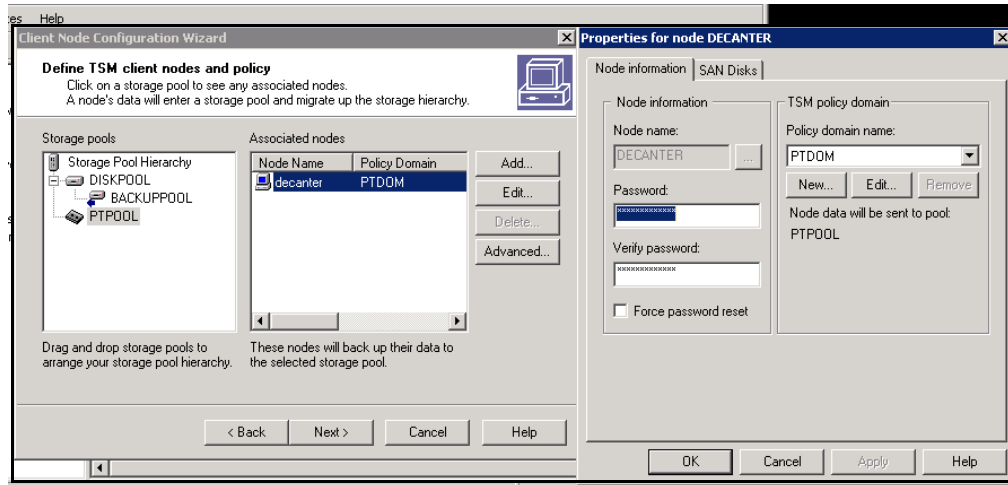 Help
Client Node Configuration Wizard
Define TSM client nodes and policy
Click on a storage pool to see any associated nodes.
A node's data will enter a storage pool and migrate up the storage hierarchy.
Storage pools
Storage Pool Hierarchy
DISKPOOL
BACKUPPOOL
PTPOOL
Drag and drop storage pools to
arrange your storage pool hierarchy.
Associated nodes
Node Name Policy Domain
decanter PTDOM
These nodes will back up their data to
the selected storage pool.
Add...
Edit...
Delete...
Advanced...
< Back
Next >
Cancel
Help
Properties for node DECANTER
Node information
SAN Disks
Node information
Node name:
DECANTER
...
Password:
*************
Verify password:
*************
Force password reset
TSM policy domain
Policy domain name:
PTDOM
New...
Edit...
Remove
Node data will be sent to pool:
PTPOOL
OK
Cancel
Apply
Help